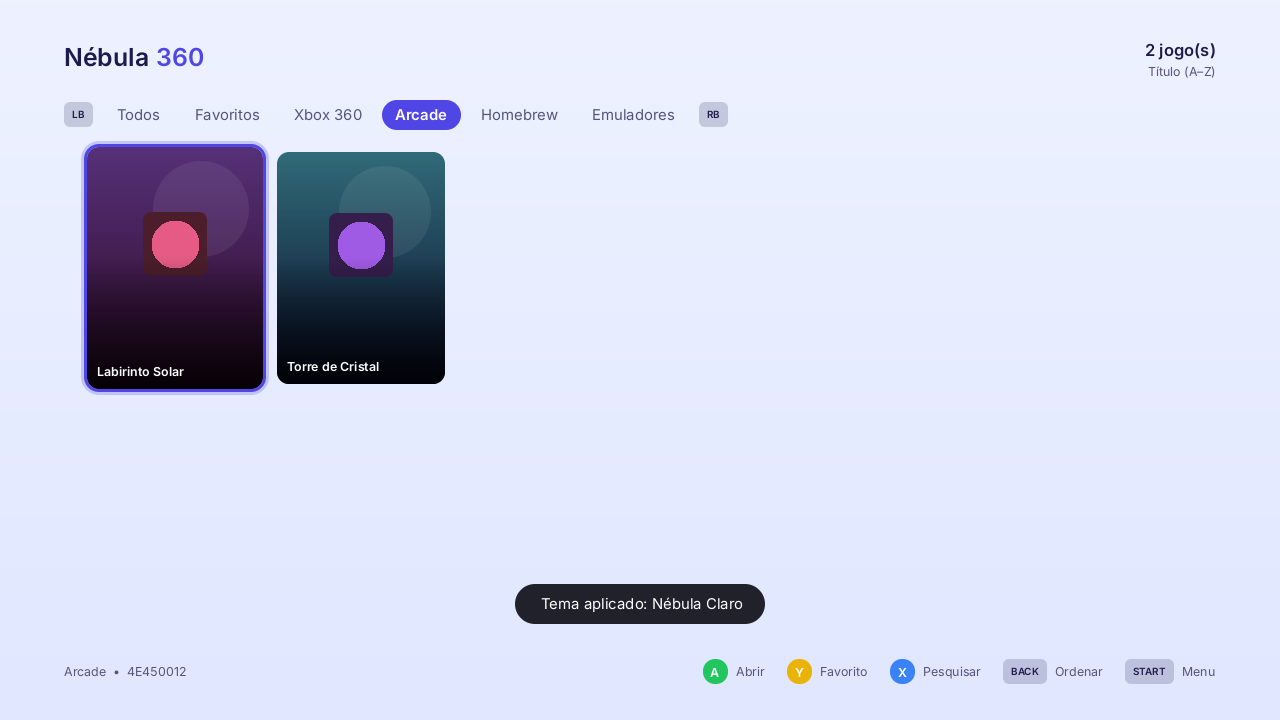 Nébula 360
2 jogo(s)
Título (A–Z)
LB Todos Favoritos Xbox 360 Arcade Homebrew Emuladores RB
Labirinto Solar
Torre de Cristal
Tema aplicado: Nébula Claro
Arcade • 4E450012
A Abrir Y Favorito X Pesquisar BACK Ordenar START Menu